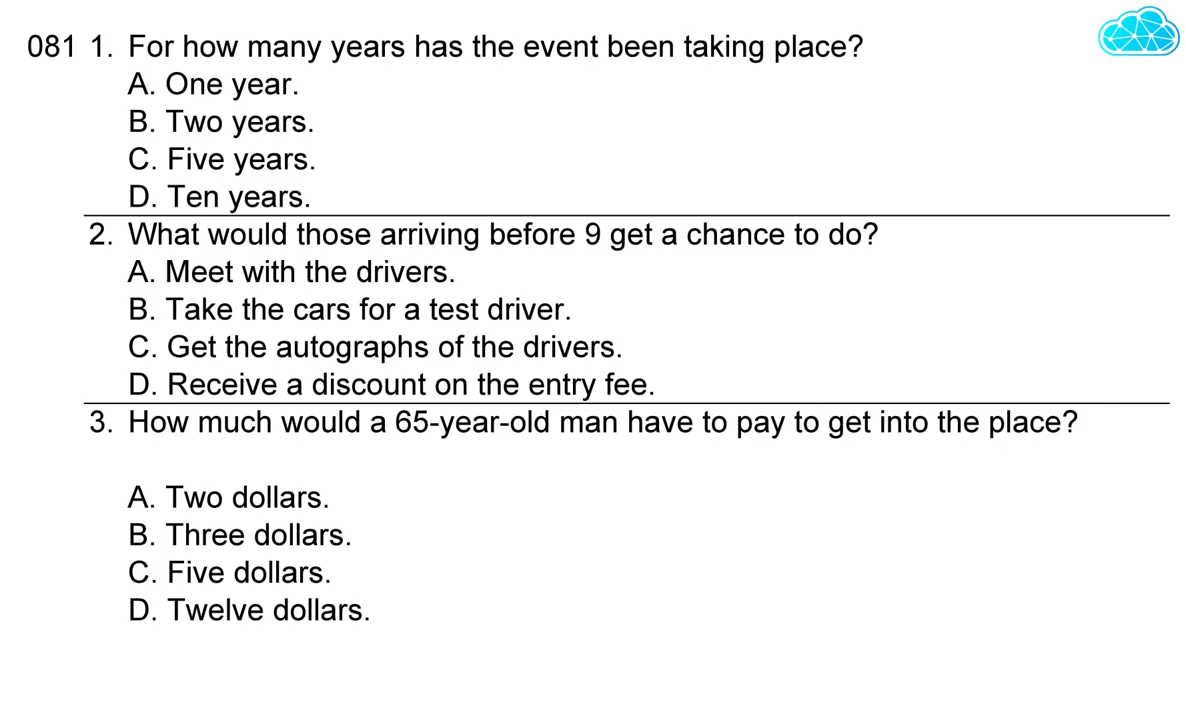 081 1. For how many years has the event been taking place?
A. One year.
B. Two years.
C. Five years.
D. Ten years.
2. What would those arriving before 9 get a chance to do?
A. Meet with the drivers.
B. Take the cars for a test driver.
C. Get the autographs of the drivers.
D. Receive a discount on the entry fee.
3. How much would a 65-year-old man have to pay to get into the place?
A. Two dollars.
B. Three dollars.
C. Five dollars.
D. Twelve dollars.